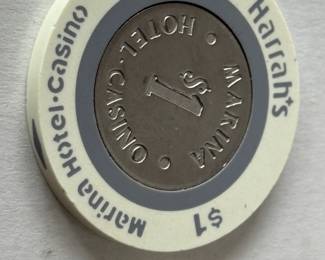 Harrah's
Marina Hotel·Casino
$1
MARINA
HOTEL·CASINO
$1